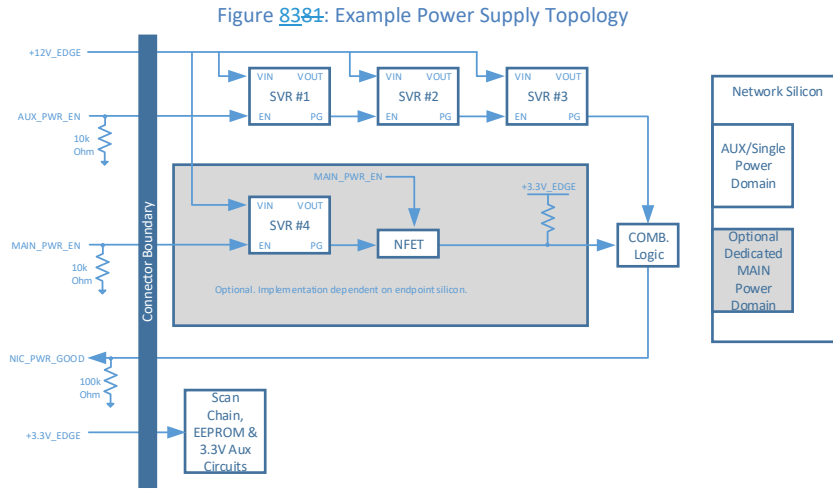 Figure 8381: Example Power Supply Topology
+12V_EDGE
VIN VOUT
SVR #1
EN PG
VIN VOUT
SVR #2
EN PG
VIN VOUT
SVR #3
EN PG
AUX_PWR_EN
10k
Ohm
MAIN_PWR_EN
+3.3V_EDGE
VIN VOUT
SVR #4
EN PG
NFET
COMB.
Logic
MAIN_PWR_EN
10k
Ohm
Optional. Implementation dependent on endpoint silicon.
Connector Boundary
NIC_PWR_GOOD
100k
Ohm
+3.3V_EDGE
Scan
Chain,
EEPROM &
3.3V Aux
Circuits
Network Silicon
AUX/Single
Power
Domain
Optional
Dedicated
MAIN
Power
Domain